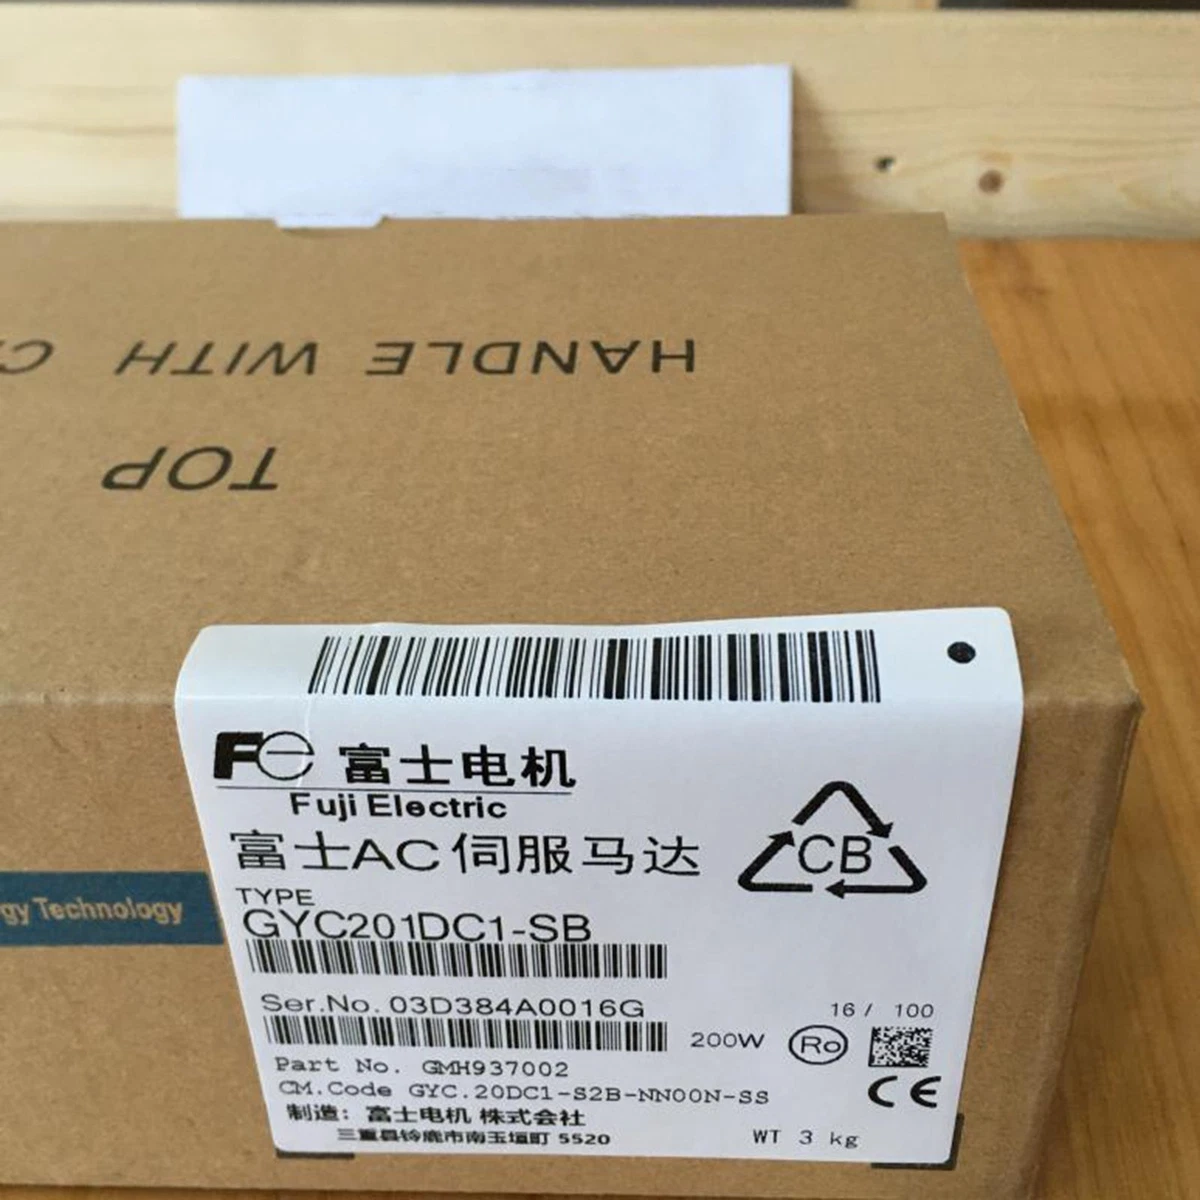 HANDLE WITH C
TOP
Fe 富士电机
Fuji Electric
富士AC 伺服马达
CB
TYPE
GYC201DC1-SB
gy Technology
Ser.No. 03D384A0016G
16 / 100
200W Ro
Part No. GMH937002
CM.Code GYC.20DC1-S2B-NN00N-SS
CE
制造: 富士电机 株式会社
三重县铃鹿市南玉垣町 5520
WT 3 kg